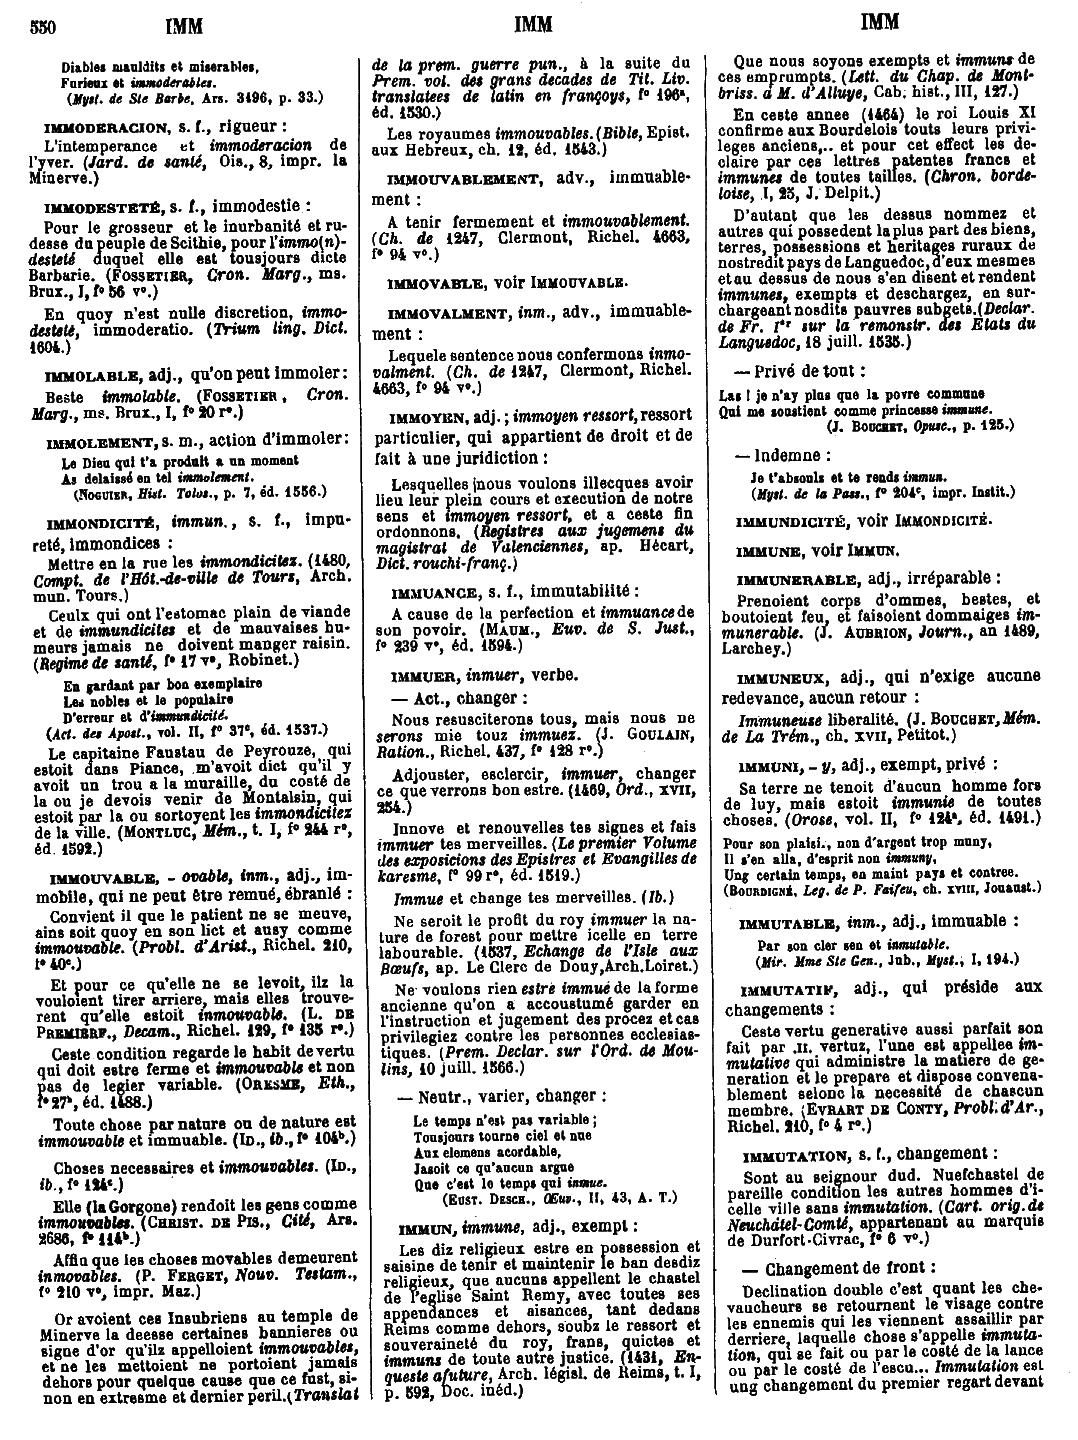 550 IMM IMM IMM
Diables mauldits et miserables,
Furieux et immoderables.
(Myst. de Ste Barbe, Ars. 3496, p. 33.)
IMMODERACION, s. f., rigueur :
L'intemperance et immoderacion de
l'yver. (Jard. de santé, Ois., 8, impr. la
Minerve.)
IMMODESTETÉ, s. f., immodestie :
Pour le grosseur et le inurbanité et ru-
desse du peuple de Scithie, pour l'immo(n)-
desteté duquel elle est tousjours dicte
Barbarie. (FOSSETIER, Cron. Marg., ms.
Brux., I, f° 56 v°.)
En quoy n'est nulle discretion, immo-
desteté, immoderatio. (Trium ling. Dict.
1604.)
IMMOLABLE, adj., qu'on peut immoler :
Beste immolable. (FOSSETIER, Cron.
Marg., ms. Brux., I, f° 20 r°.)
IMMOLEMENT, s. m., action d'immoler :
Le Dieu qui t'a produit a un moment
As delaissé en tel immolement.
(NOGUIER, Hist. Tolos., p. 7, éd. 1556.)
IMMONDICITÉ, immun., s. f., impu-
reté, immondices :
Mettre en la rue les immondicitez. (1480,
Compt. de l'Hôt.-de-ville de Tours, Arch.
mun. Tours.)
Ceulx qui ont l'estomac plain de viande
et de immundicites et de mauvaises hu-
meurs jamais ne doivent manger raisin.
(Regime de santé, f° 17 v°, Robinet.)
En gardant par bon exemplaire
Les nobles et le populaire
D'erreur et d'immundicité.
(Act. des Apost., vol. II, f° 37c, éd. 1537.)
Le capitaine Faustau de Peyrouze, qui
estoit dans Piance, m'avoit dict qu'il y
avoit un trou a la muraille, du costé de
la ou je devois venir de Montalsin, qui
estoit par la ou sortoyent les immondicitez
de la ville. (MONTLUC, Mém., t. I, f° 244 r°,
éd. 1592.)
IMMOUVABLE, - ovable, inm., adj., im-
mobile, qui ne peut être remué, ébranlé :
Convient il que le patient ne se meuve,
ains soit quoy en son lict et ausy comme
immouvable. (Probl. d'Arist., Richel. 210,
f° 40c.)
Et pour ce qu'elle ne se levoit, ilz la
vouloient tirer arriere, mais elles trouve-
rent qu'elle estoit inmouvable. (L. DE
PREMIERF., Decam., Richel. 129, f° 135 r°.)
Ceste condition regarde le habit de vertu
qui doit estre ferme et immouvable et non
pas de legier variable. (ORESME, Eth.,
f° 27b, éd. 1488.)
Toute chose par nature ou de nature est
immouvable et immuable. (ID., ib., f° 104b.)
Choses necessaires et immouvables. (ID.,
ib., f° 124c.)
Elle (la Gorgone) rendoit les gens comme
immouvables. (CHRIST. DE PIS., Cité, Ars.
2686, f° 114b.)
Affin que les choses movables demeurent
inmovables. (P. FERGET, Nouv. Testam.,
f° 210 v°, impr. Maz.)
Or avoient ces Insubriens au temple de
Minerve la deesse certaines bannieres ou
signe d'or qu'ilz appelloient immouvables,
et ne les mettoient ne portoient jamais
dehors pour quelque cause que ce fust, si-
non en extresme et dernier peril. (Translat
de la prem. guerre pun., à la suite du
Prem. vol. des grans decades de Tit. Liv.
translatees de latin en françoys, f° 196a,
éd. 1530.)
Les royaumes immouvables. (Bible, Epist.
aux Hebreux, ch. 12, éd. 1543.)
IMMOUVABLEMENT, adv., immuable-
ment :
A tenir fermement et immouvablement.
(Ch. de 1247, Clermont, Richel. 4663,
f° 94 v°.)
IMMOVABLE, voir IMMOUVABLE.
IMMOVALMENT, inm., adv., immuable-
ment :
Lequele sentence nous confermons inmo-
valment. (Ch. de 1247, Clermont, Richel.
4663, f° 94 v°.)
IMMOYEN, adj. ; immoyen ressort, ressort
particulier, qui appartient de droit et de
fait à une juridiction :
Lesquelles nous voulons illecques avoir
lieu leur plein cours et execution de notre
sens et immoyen ressort, et a ceste fin
ordonnons. (Registres aux jugemens du
magistrat de Valenciennes, ap. Hécart,
Dict. rouchi-franç.)
IMMUANCE, s. f., immutabilité :
A cause de la perfection et immuance de
son povoir. (MAUM., Euv. de S. Just.,
f° 239 v°, éd. 1594.)
IMMUER, inmuer, verbe.
— Act., changer :
Nous resusciterons tous, mais nous ne
serons mie touz immuez. (J. GOULAIN,
Ration., Richel. 437, f° 128 r°.)
Adjouster, esclercir, immuer, changer
ce que verrons bon estre. (1469, Ord., XVII,
254.)
Innove et renouvelles tes signes et fais
immuer tes merveilles. (Le premier Volume
des exposicions des Epistres et Evangilles de
karesme, f° 99 r°, éd. 1519.)
Immue et change tes merveilles. (Ib.)
Ne seroit le profit du roy immuer la na-
ture de forest pour mettre icelle en terre
labourable. (1537, Echange de l'Isle aux
Bœufs, ap. Le Clerc de Douy, Arch. Loiret.)
Ne voulons rien estre immué de la forme
ancienne qu'on a accoustumé garder en
l'instruction et jugement des procez et cas
privilegiez contre les personnes ecclesias-
tiques. (Prem. Declar. sur l'Ord. de Mou-
lins, 10 juill. 1566.)
— Neutr., varier, changer :
Le temps n'est pas variable ;
Tousjours tourne ciel et nue
Aux elemens acordable,
Jasoit ce qu'aucun argue
Que c'est le temps qui inmue.
(EUST. DESCH., Œuv., II, 43, A. T.)
IMMUN, immune, adj., exempt :
Les diz religieux estre en possession et
saisine de tenir et maintenir le ban desdiz
religieux, que aucuns appellent le chastel
de l'eglise Saint Remy, avec toutes ses
appendances et aisances, tant dedans
Reims comme dehors, soubz le ressort et
souveraineté du roy, frans, quictes et
immuns de toute autre justice. (1431, En-
queste a futur, Arch. législ. de Reims, t. I,
p. 592, Doc. inéd.)
Que nous soyons exempts et immuns de
ces emprumpts. (Lett. du Chap. de Mont-
briss. à M. d'Alluye, Cab. hist., III, 127.)
En ceste annee (1464) le roi Louis XI
confirme aux Bourdelois touts leurs privi-
leges anciens,.. et pour cet effect les de-
claire par ces lettres patentes francs et
immunes de toutes tailles. (Chron. borde-
loise, I, 25, J. Delpit.)
D'autant que les dessus nommez et
autres qui possedent la plus part des biens,
terres, possessions et heritages ruraux de
nostredit pays de Languedoc, d'eux mesmes
et au dessus de nous s'en disent et rendent
immunes, exempts et deschargez, en sur-
chargeant nosdits pauvres subgets. (Declar.
de Fr. Ier sur la remonstr. des Etats du
Languedoc, 18 juill. 1535.)
— Privé de tout :
Las ! je n'ay plus que la povre commune
Qui me soustient comme princesse immune.
(J. BOUCHET, Opusc., p. 125.)
— Indemne :
Je t'absouls et te rends immun.
(Myst. de la Pass., f° 204c, impr. Instit.)
IMMUNDICITÉ, voir IMMONDICITÉ.
IMMUNE, voir IMMUN.
IMMUNERABLE, adj., irréparable :
Prenoient corps d'ommes, bestes, et
boutoient feu, et faisoient dommaiges im-
munerable. (J. AUBRION, Journ., an 1489,
Larchey.)
IMMUNEUX, adj., qui n'exige aucune
redevance, aucun retour :
Immuneuse liberalité. (J. BOUCHET, Mém.
de La Trém., ch. XVII, Petitot.)
IMMUNI, - y, adj., exempt, privé :
Sa terre ne tenoit d'aucun homme fors
de luy, mais estoit immunie de toutes
choses. (Orose, vol. II, f° 124a, éd. 1491.)
Pour son plaisi., non d'argent trop muny,
Il s'en alla, d'esprit non immuny,
Ung certain temps, en maint pays et contree.
(BOURDIGNÉ, Leg. de P. Faifeu, ch. XVIII, Jouaust.)
IMMUTABLE, inm., adj., immuable :
Par son cler sen et inmutable.
(Mir. Mme Ste Gen., Jub., Myst., I, 194.)
IMMUTATIF, adj., qui préside aux
changements :
Ceste vertu generative aussi parfait son
fait par .II. vertuz, l'une est appellee im-
mutative qui administre la matiere de ge-
neration et le prepare et dispose convena-
blement selonc la necessité de chascun
membre. (EVRART DE CONTY, Probl. d'Ar.,
Richel. 210, f° 4 r°.)
IMMUTATION, s. f., changement :
Sont au seignour dud. Nuefchastel de
pareille condition les autres hommes d'i-
celle ville sans immutation. (Cart. orig. de
Neuchâtel-Comté, appartenant au marquis
de Durfort-Civrac, f° 6 v°.)
— Changement de front :
Declination double c'est quant les che-
vaucheurs se retournent le visage contre
les ennemis qui les viennent assaillir par
derriere, laquelle chose s'appelle immuta-
tion, qui se fait ou par le costé de la lance
ou par le costé de l'escu... Immutation est
ung changement du premier regart devant